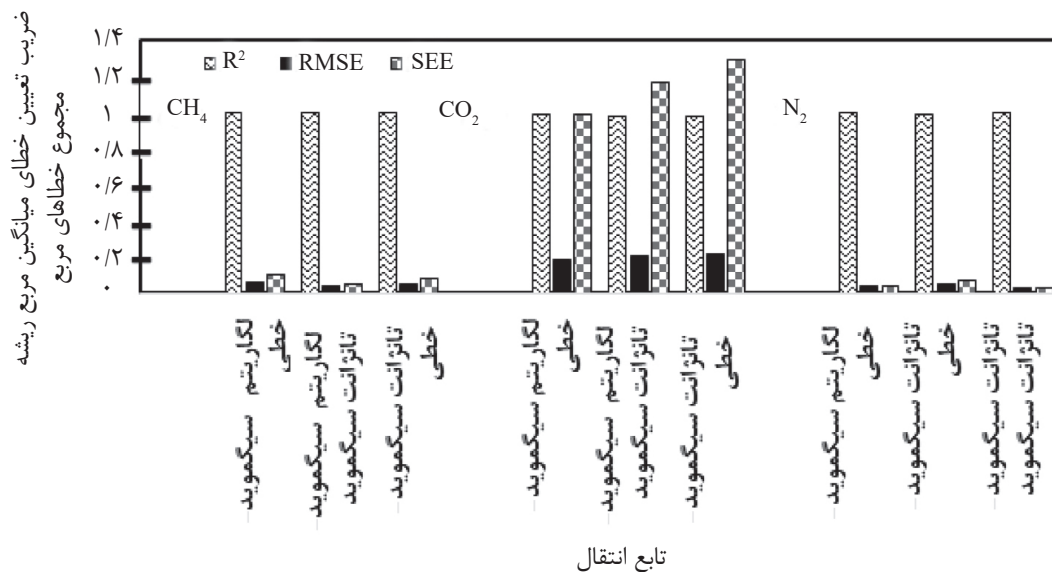 ضریب تعیین خطای میانگین مربع ریشه
مجموع خطاهای مربع
۱/۴
۱/۲
۱
۰/۸
۰/۶
۰/۴
۰/۲
۰
R² RMSE SEE
CH₄
CO₂
N₂
لگاریتم سیگموید-
خطی
لگاریتم سیگموید-
تانژانت سیگموید
تانژانت سیگموید-
خطی
لگاریتم سیگموید-
خطی
لگاریتم سیگموید-
تانژانت سیگموید
تانژانت سیگموید-
خطی
لگاریتم سیگموید-
خطی
تانژانت سیگموید-
خطی
تانژانت سیگموید-
تانژانت سیگموید
تابع انتقال